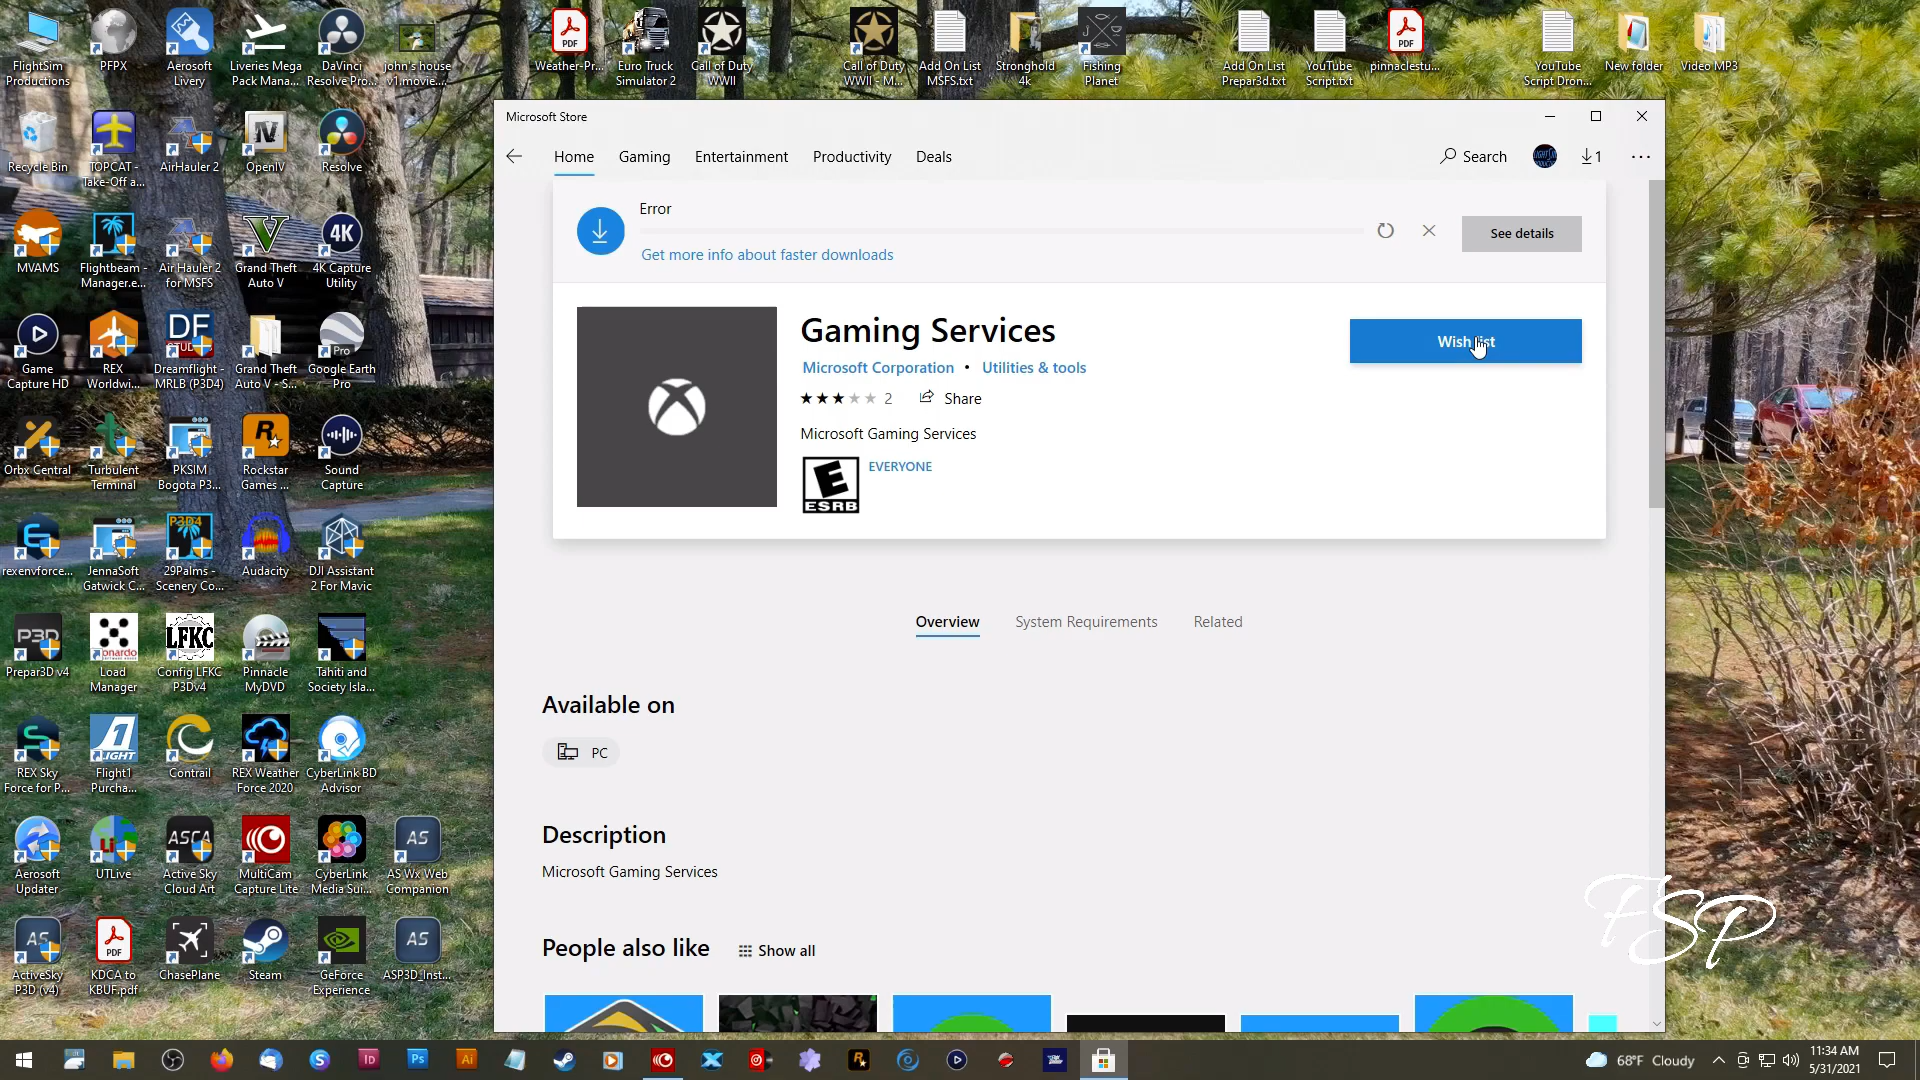 FlightSim
Productions
PFPX
Aerosoft
Livery
Liveries Mega
Pack Mana...
DaVinci
Resolve Pro...
john's house
v1.movie....
Weather-Pr...
Euro Truck
Simulator 2
Call of Duty
WWII
Call of Duty
WWII - M...
Add On List
MSFS.txt
Stronghold
4k
Fishing
Planet
Add On List
Prepar3d.txt
YouTube
Script.txt
pinnaclestu...
YouTube
Script Dron...
New folder
Video MP3
Recycle Bin
TOPCAT -
Take-Off a...
AirHauler 2
OpenIV
Resolve
MVAMS
Flightbeam -
Manager.e...
Air Hauler 2
for MSFS
Grand Theft
Auto V
4K Capture
Utility
Game
Capture HD
REX
Worldwi...
Dreamflight -
MRLB (P3D4)
Grand Theft
Auto V - S...
Google Earth
Pro
Orbx Central
Turbulent
Terminal
PKSIM
Bogota P3...
Rockstar
Games ...
Sound
Capture
rexenvforce...
JennaSoft
Gatwick C...
29Palms -
Scenery Co...
Audacity
DJI Assistant
2 For Mavic
Prepar3D v4
Load
Manager
Config LFKC
P3Dv4
Pinnacle
MyDVD
Tahiti and
Society Isla...
REX Sky
Force for P...
Flight1
Purcha...
Contrail
REX Weather
Force 2020
CyberLink BD
Advisor
Aerosoft
Updater
UTLive
Active Sky
Cloud Art
MultiCam
Capture Lite
CyberLink
Media Sui...
AS Wx Web
Companion
ActiveSky
P3D (v4)
KDCA to
KBUF.pdf
ChasePlane
Steam
GeForce
Experience
ASP3D_Inst...
Microsoft Store
Home Gaming Entertainment Productivity Deals Search 1
Error
Get more info about faster downloads
See details
Gaming Services
Microsoft Corporation • Utilities & tools
2 Share
Microsoft Gaming Services
E
ESRB
EVERYONE
Wish list
Overview System Requirements Related
Available on
PC
Description
Microsoft Gaming Services
People also like Show all
FSP
68°F Cloudy
11:34 AM
5/31/2021